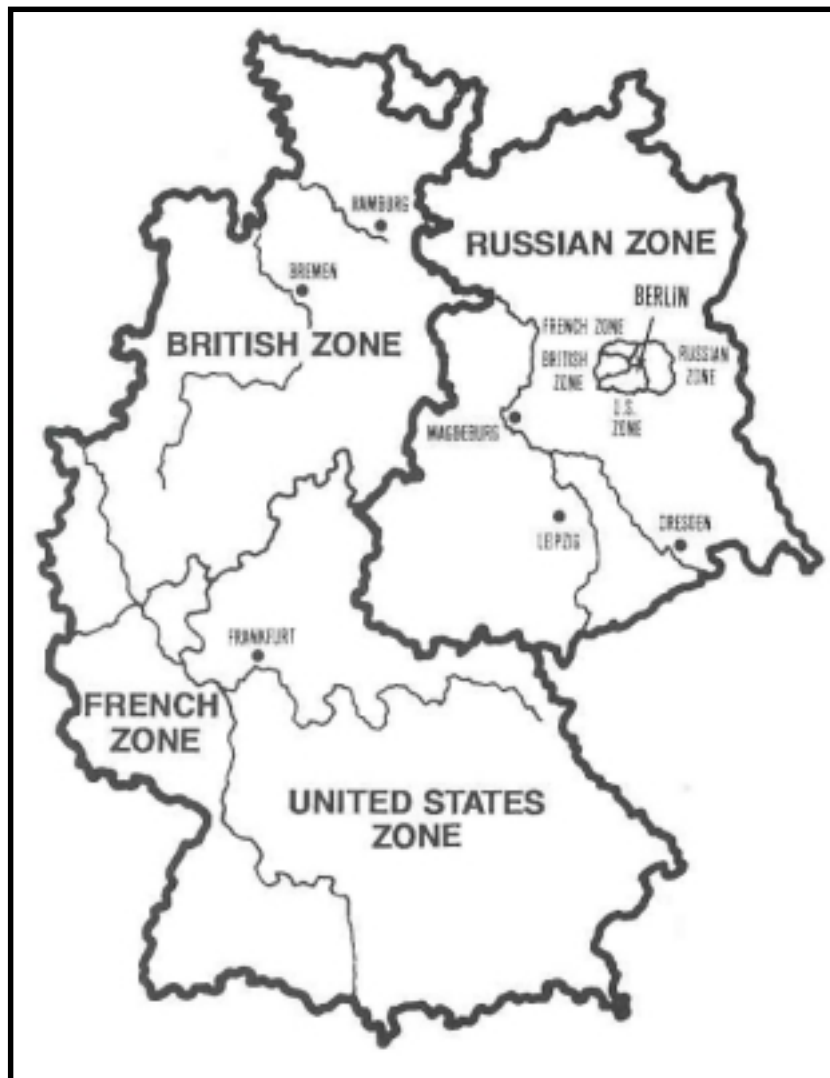 HAMBURG
RUSSIAN ZONE
BREMEN
BERLiN
FRENCH ZONE
BRITISH ZONE
BRITISH
ZONE
RUSSIAN
ZONE
U.S.
ZONE
MAGDEBURG
LEIPZIG
DRESDEN
FRANKFURT
FRENCH
ZONE
UNITED STATES
ZONE